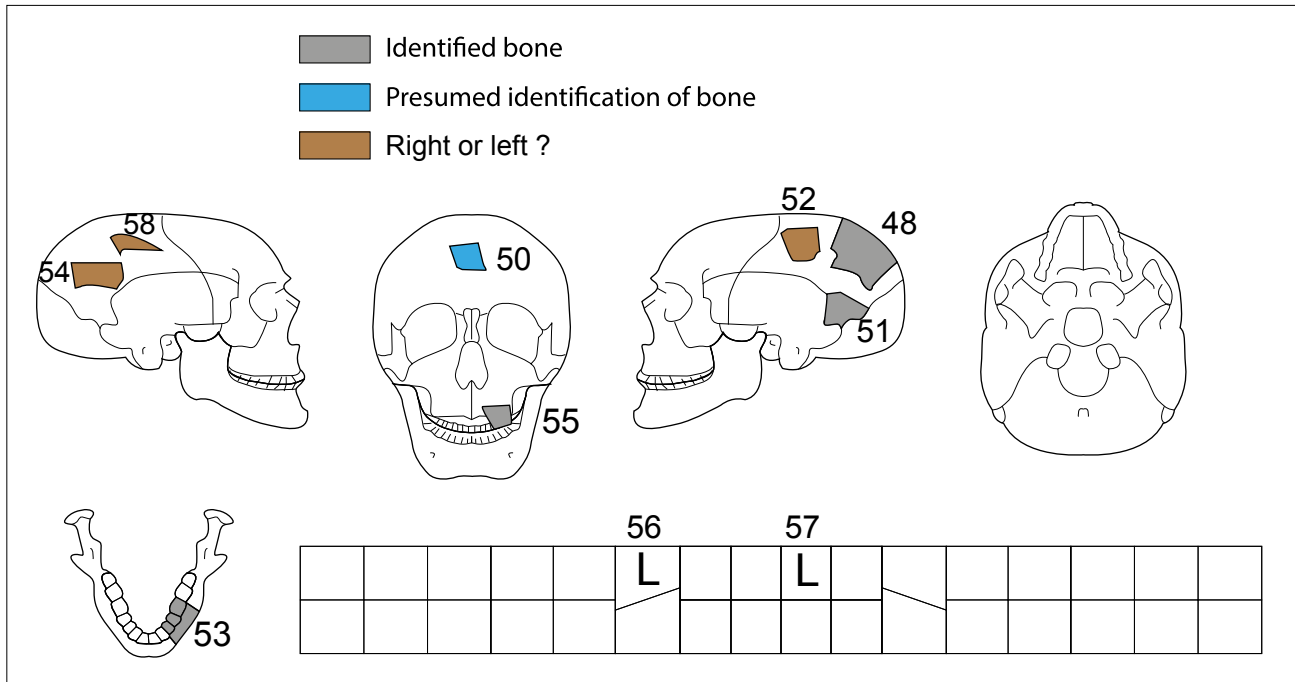 Identified bone
Presumed identification of bone
Right or left ?
58
54
50
55
52
48
51
53
56
57
L
L